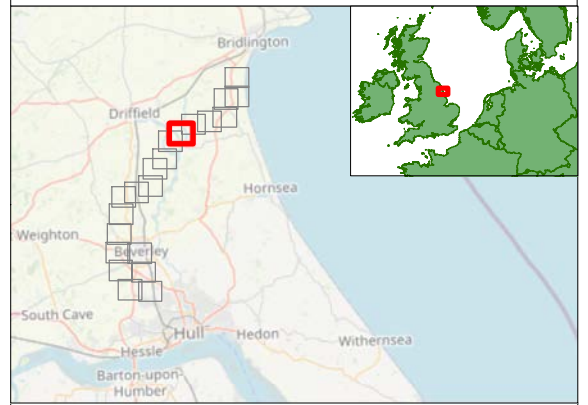 Bridlington
Driffield
Hornsea
Weighton
Beverley
South Cave
Hull
Hedon
Withernsea
Hessle
Barton-upon-
Humber